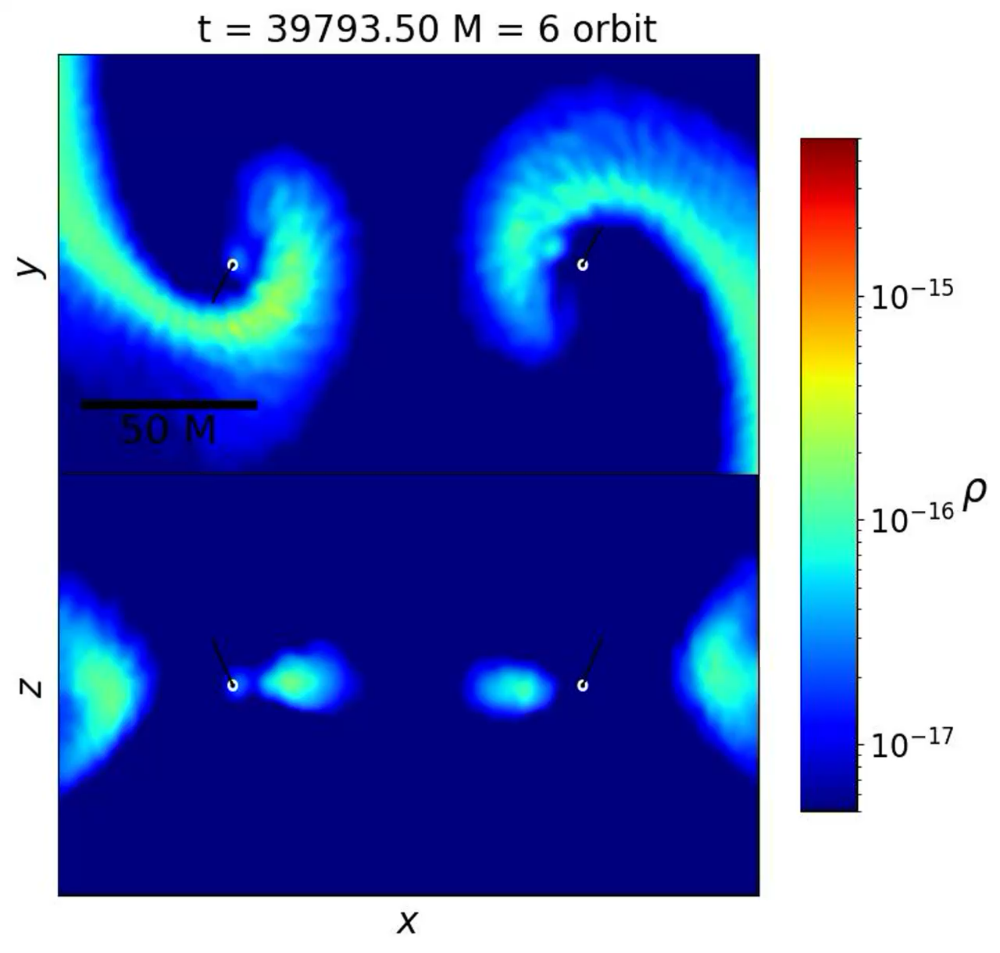 t = 39793.50 M = 6 orbit
y
50 M
z
x
10⁻¹⁵
10⁻¹⁶
10⁻¹⁷
ρ